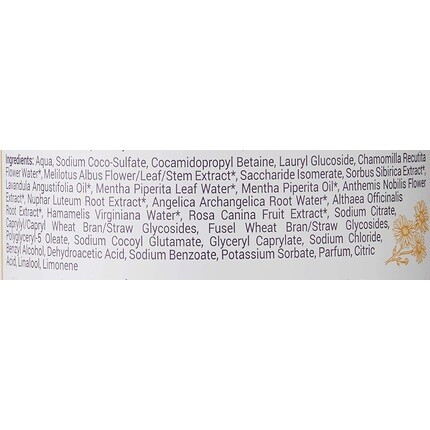 Ingredients: Aqua, Sodium Coco-Sulfate, Cocamidopropyl Betaine, Lauryl Glucoside, Chamomilla Recutita
Flower Water*, Melilotus Albus Flower/Leaf/Stem Extract*, Saccharide Isomerate, Sorbus Sibirica Extract*,
Lavandula Angustifolia Oil*, Mentha Piperita Leaf Water*, Mentha Piperita Oil*, Anthemis Nobilis Flower
Extract*, Nuphar Luteum Root Extract*, Angelica Archangelica Root Water*, Althaea Officinalis
Root Extract*, Hamamelis Virginiana Water*, Rosa Canina Fruit Extract*, Sodium Citrate,
Caprylyl/Capryl Wheat Bran/Straw Glycosides, Fusel Wheat Bran/Straw Glycosides,
Polyglyceryl-5 Oleate, Sodium Cocoyl Glutamate, Glyceryl Caprylate, Sodium Chloride,
Benzyl Alcohol, Dehydroacetic Acid, Sodium Benzoate, Potassium Sorbate, Parfum, Citric
Acid, Linalool, Limonene